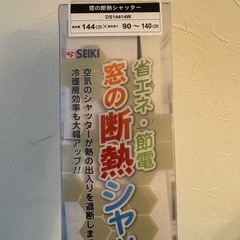 窓の断熱シャッター
DS14414W
144cm×
90～140cm
SEIKI
省エネ・節電
窓の断熱シャッ
空気のシャッターが熱の出入りを遮断しま
冷暖房効率も大幅アップ!!